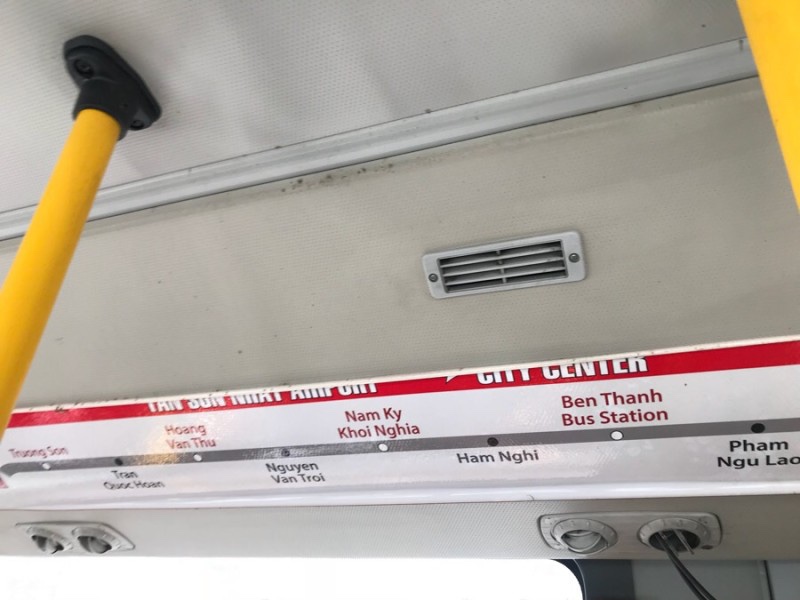 TAN SON NHAT AIRPORT
CITY CENTER
Truong Son
Tran
Quoc Hoan
Hoang
Van Thu
Nguyen
Van Troi
Nam Ky
Khoi Nghia
Ham Nghi
Ben Thanh
Bus Station
Pham
Ngu Lao